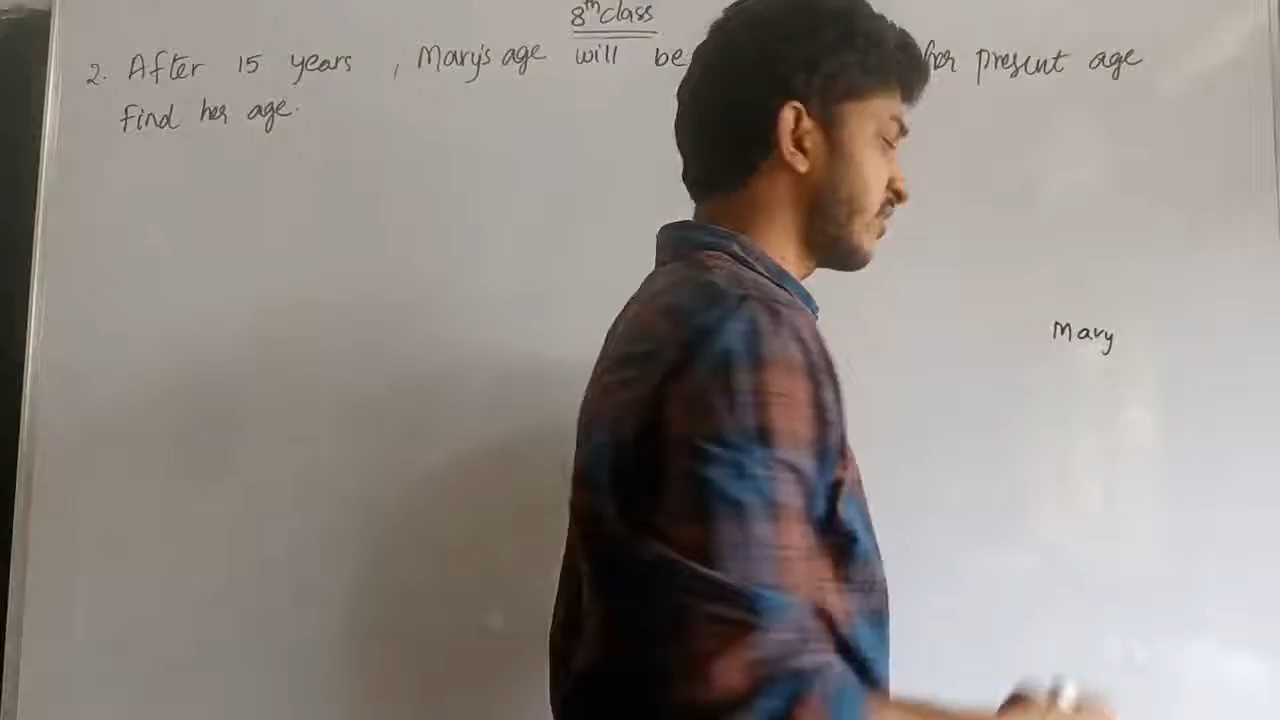 8th class
2. After 15 years , Mary's age will be her present age
Find her age.
Mary